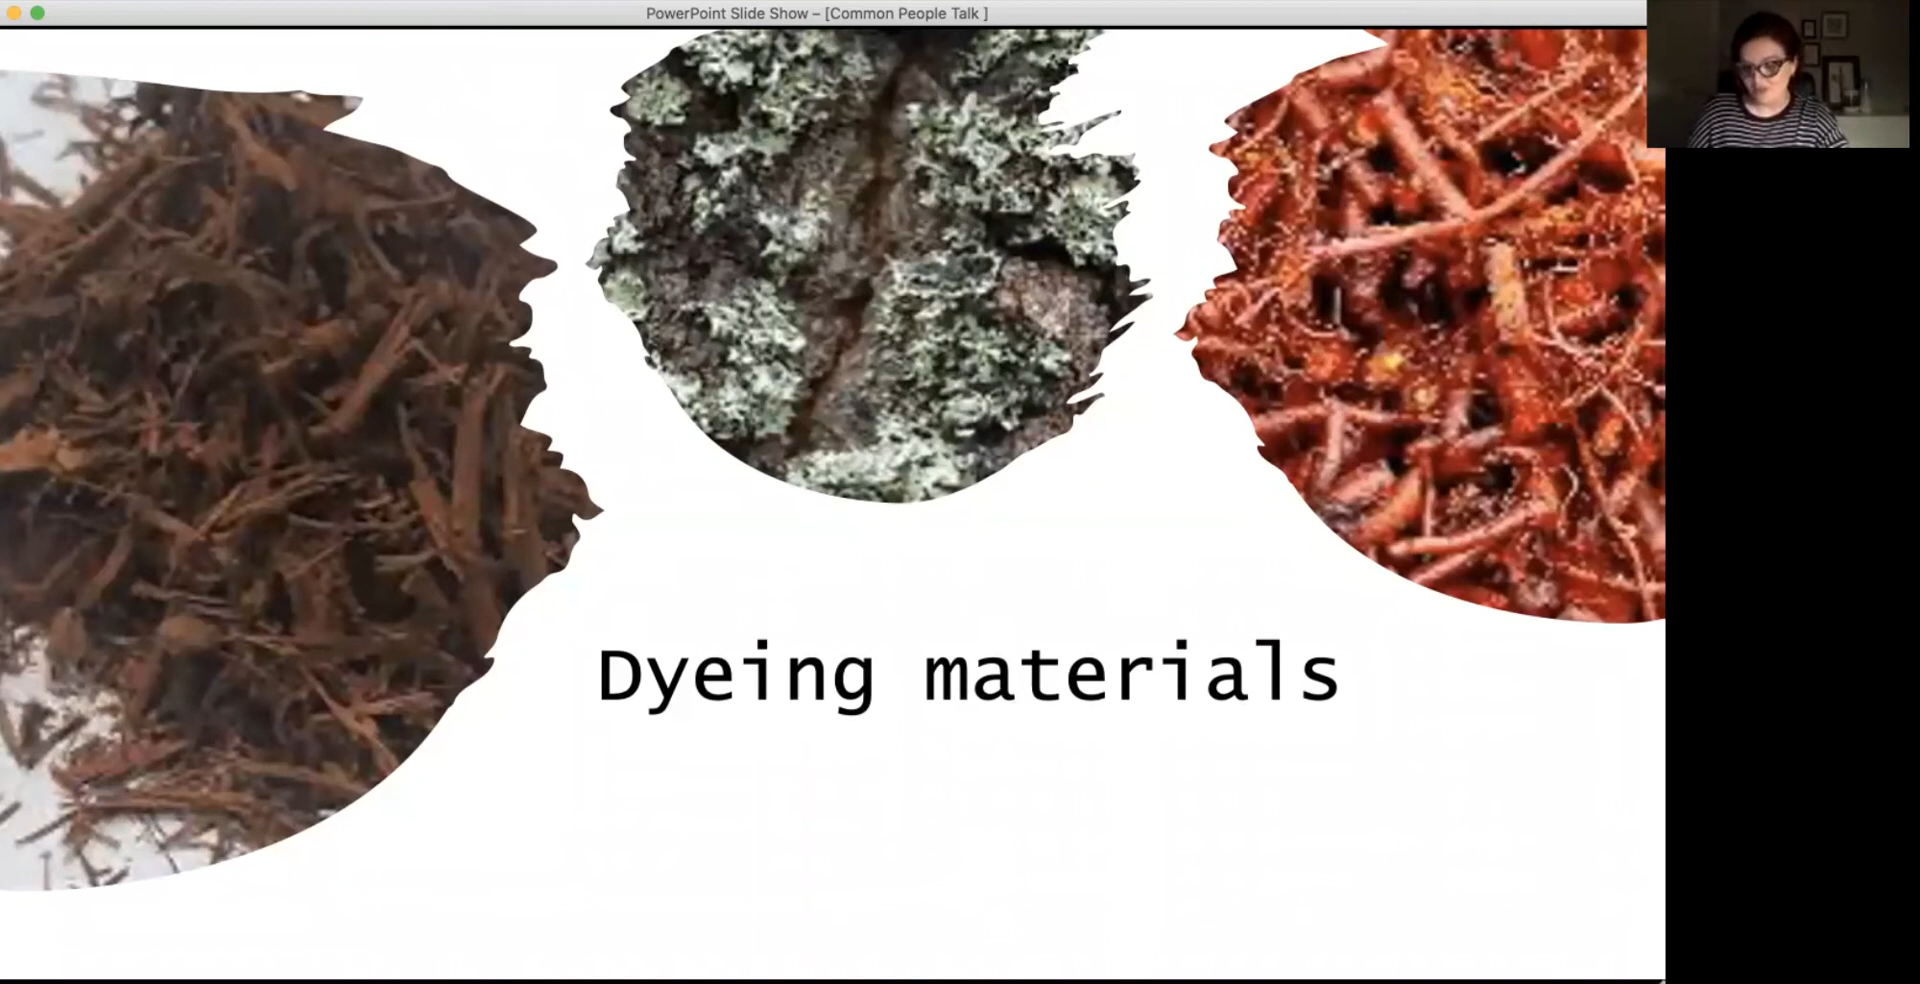 PowerPoint Slide Show – [Common People Talk ]
Dyeing materials